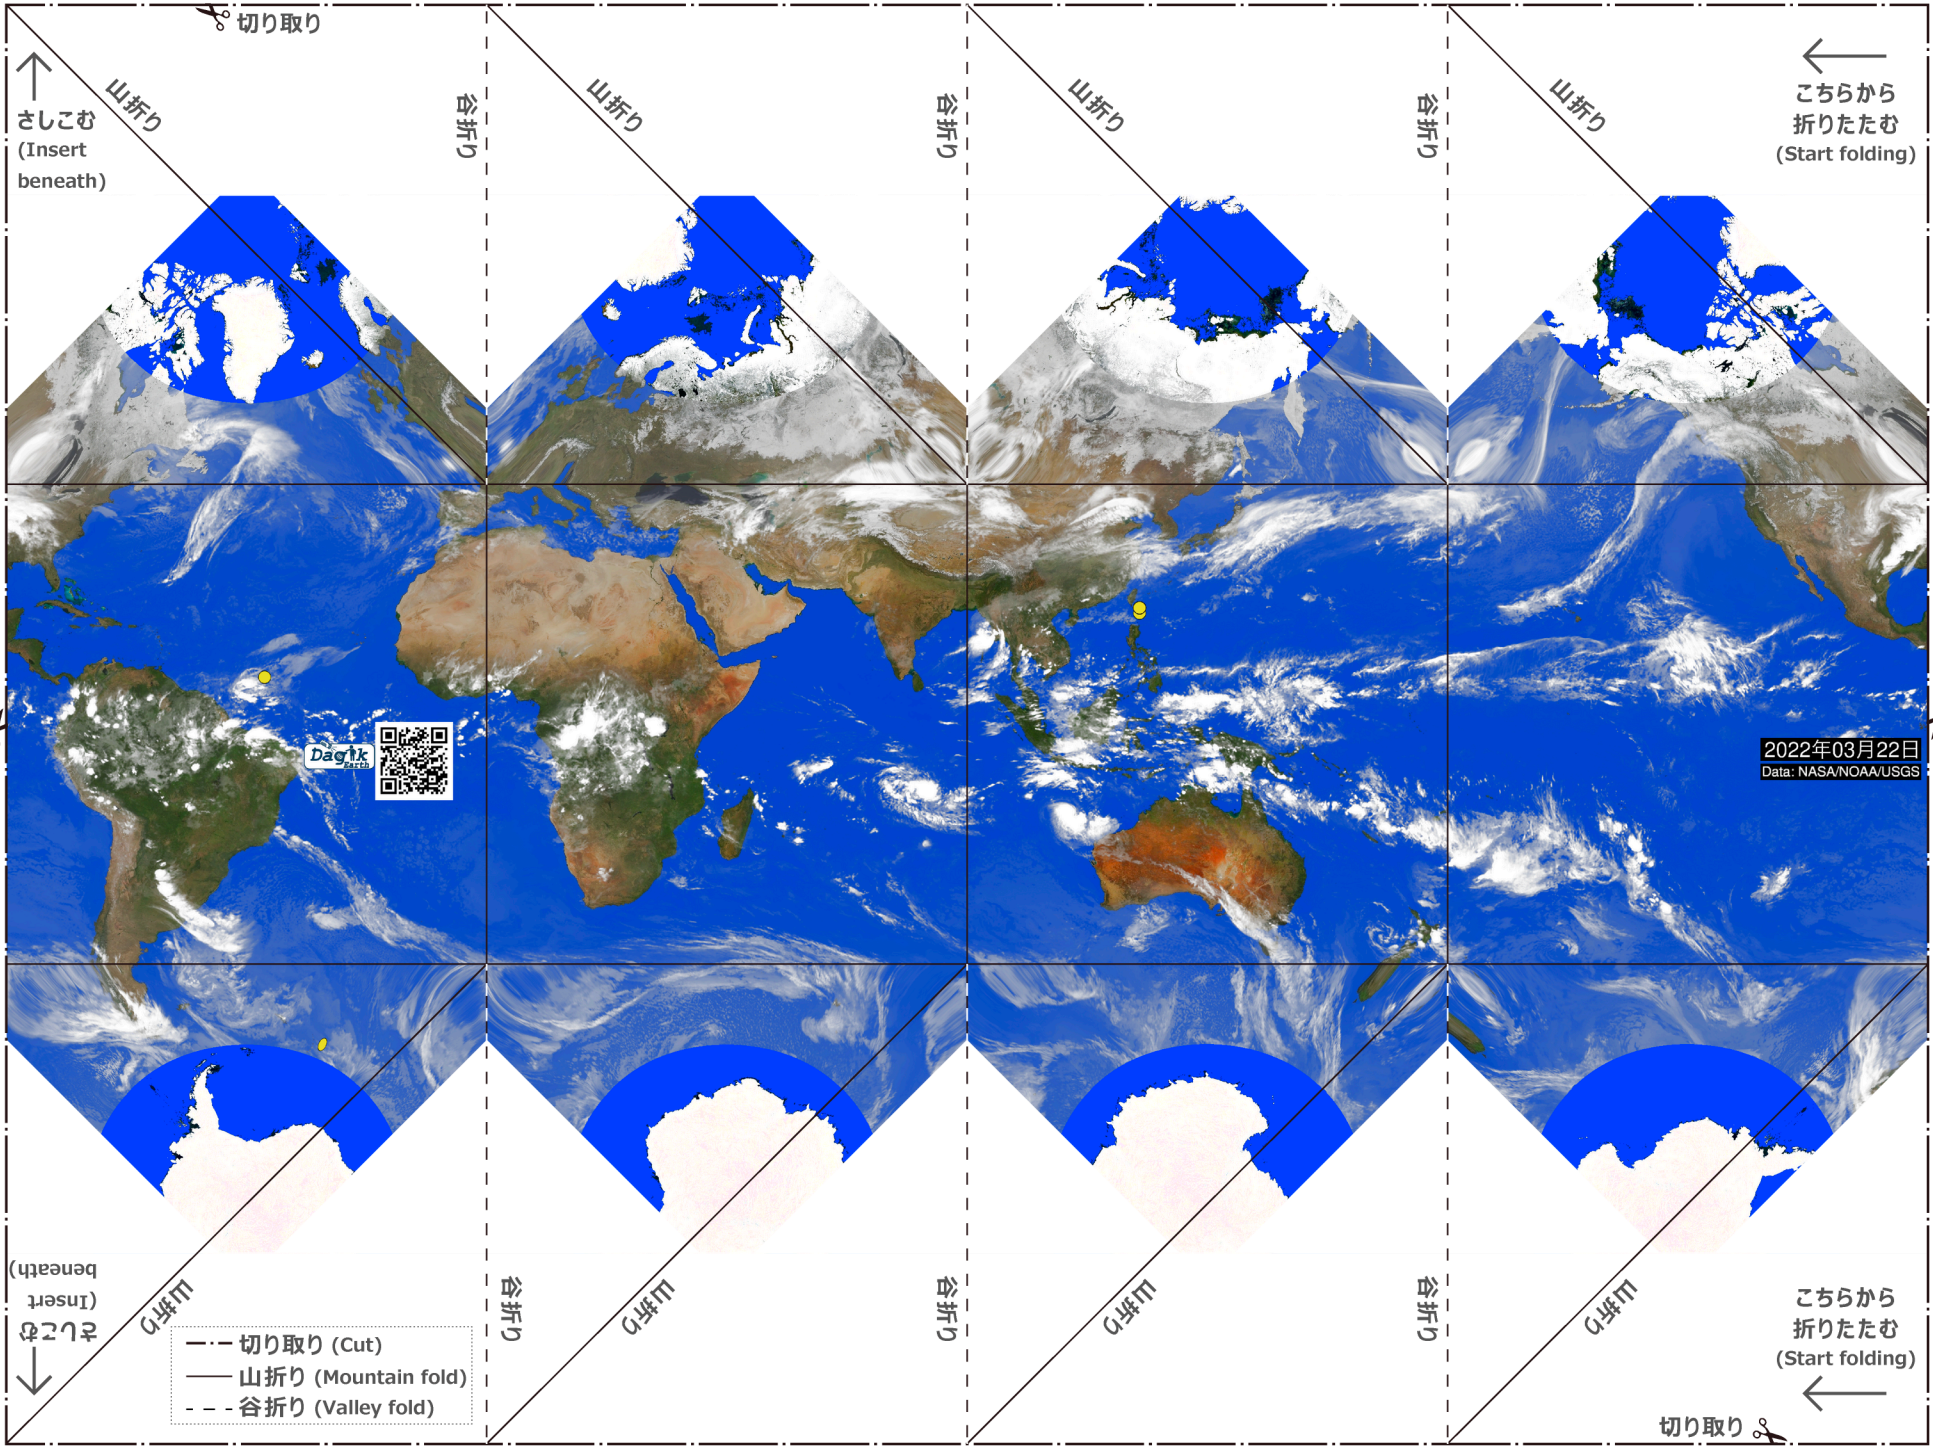 切り取り
山折り
谷折り
山折り
谷折り
山折り
谷折り
山折り
さしこむ
(Insert
beneath)
こちらから
折りたたむ
(Start folding)
Dagik
Earth
2022年03月22日
Data: NASA/NOAA/USGS
さしこむ
(Insert
beneath)
山折り
谷折り
山折り
谷折り
山折り
谷折り
山折り
切り取り (Cut)
山折り (Mountain fold)
谷折り (Valley fold)
こちらから
折りたたむ
(Start folding)
切り取り